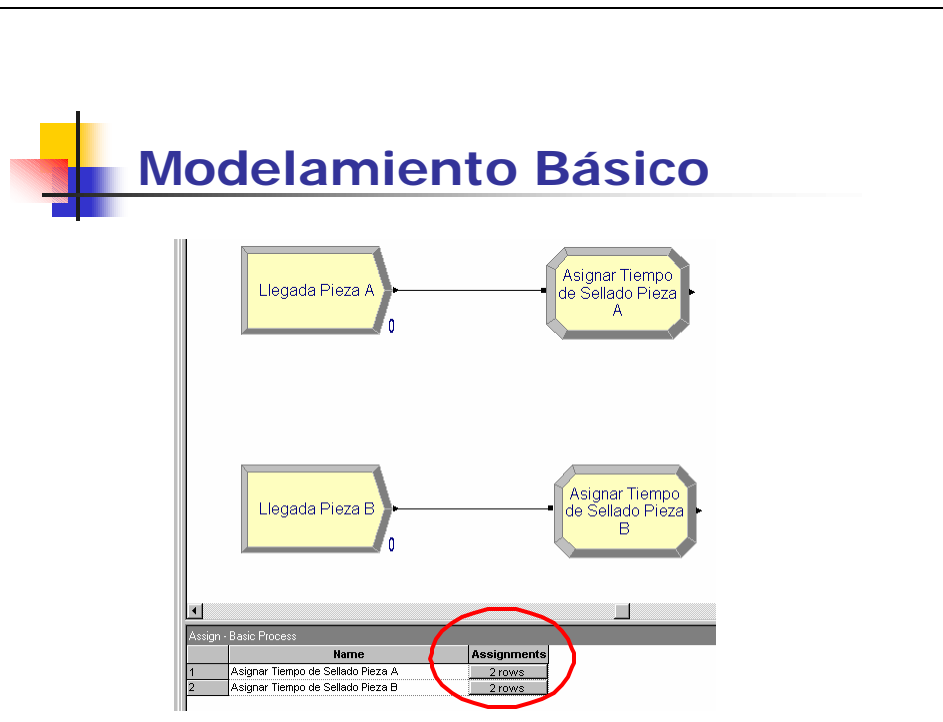 Modelamiento Básico
Llegada Pieza A
0
Asignar Tiempo
de Sellado Pieza
A
Llegada Pieza B
0
Asignar Tiempo
de Sellado Pieza
B
Assign - Basic Process
Name Assignments
1 Asignar Tiempo de Sellado Pieza A 2 rows
2 Asignar Tiempo de Sellado Pieza B 2 rows